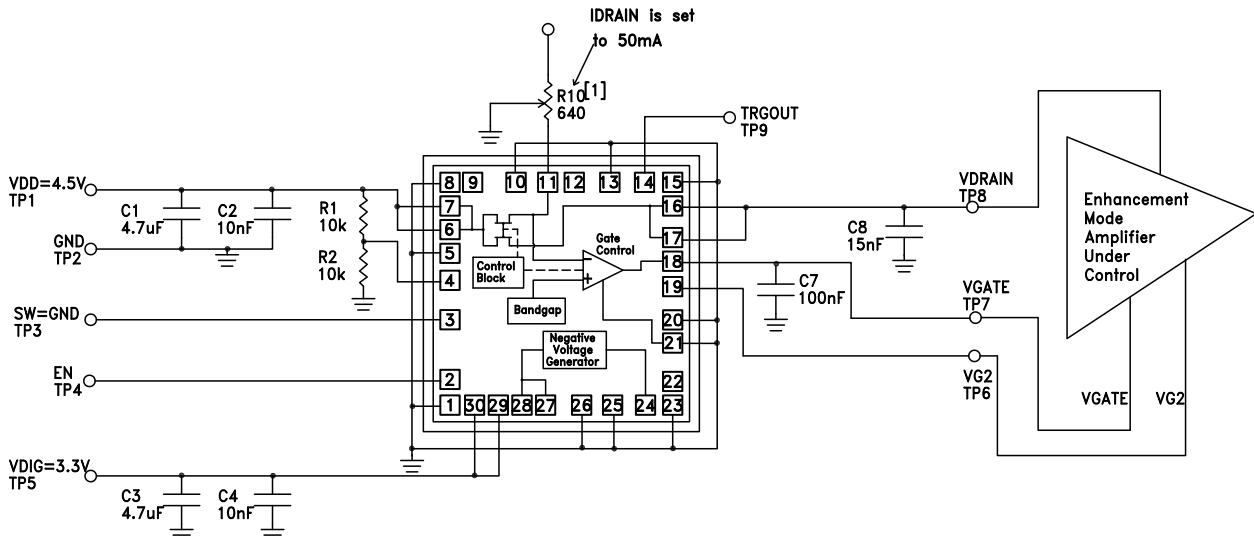 IDRAIN is set
to 50mA
R10[1]
640
TRGOUT
TP9
VDD=4.5V
TP1
C1
4.7uF
C2
10nF
R1
10k
R2
10k
GND
TP2
SW=GND
TP3
EN
TP4
VDIG=3.3V
TP5
C3
4.7uF
C4
10nF
8 9 10 11 12 13 14 15
7
6
5
4
3
2
1 30 29 28 27 26 25 24 23
16
17
18
19
20
21
22
Control
Block
Bandgap
Gate
Control
Negative
Voltage
Generator
C7
100nF
C8
15nF
VDRAIN
TP8
VGATE
TP7
VG2
TP6
Enhancement
Mode
Amplifier
Under
Control
VGATE
VG2